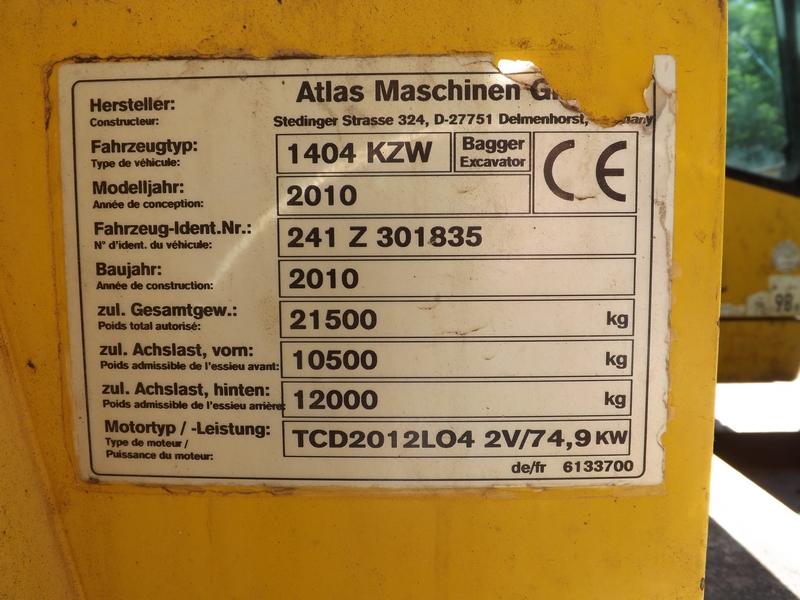 Hersteller:
Constructeur:
Atlas Maschinen
Stedinger Strasse 324, D-27751 Delmenhorst,
Fahrzeugtyp:
Type de véhicule:
1404 KZW
Bagger
Excavator
CE
Modelljahr:
Année de conception:
2010
Fahrzeug-Ident.Nr.:
N° d'ident. du véhicule:
241 Z 301835
Baujahr:
Année de construction:
2010
zul. Gesamtgew.:
Poids total autorisé:
21500 kg
zul. Achslast, vorn:
Poids admissible de l'essieu avant:
10500 kg
zul. Achslast, hinten:
Poids admissible de l'essieu arrière:
12000 kg
Motortyp / -Leistung:
Type de moteur /
Puissance du moteur:
TCD2012LO4 2V/74,9 KW
de/fr 6133700
98